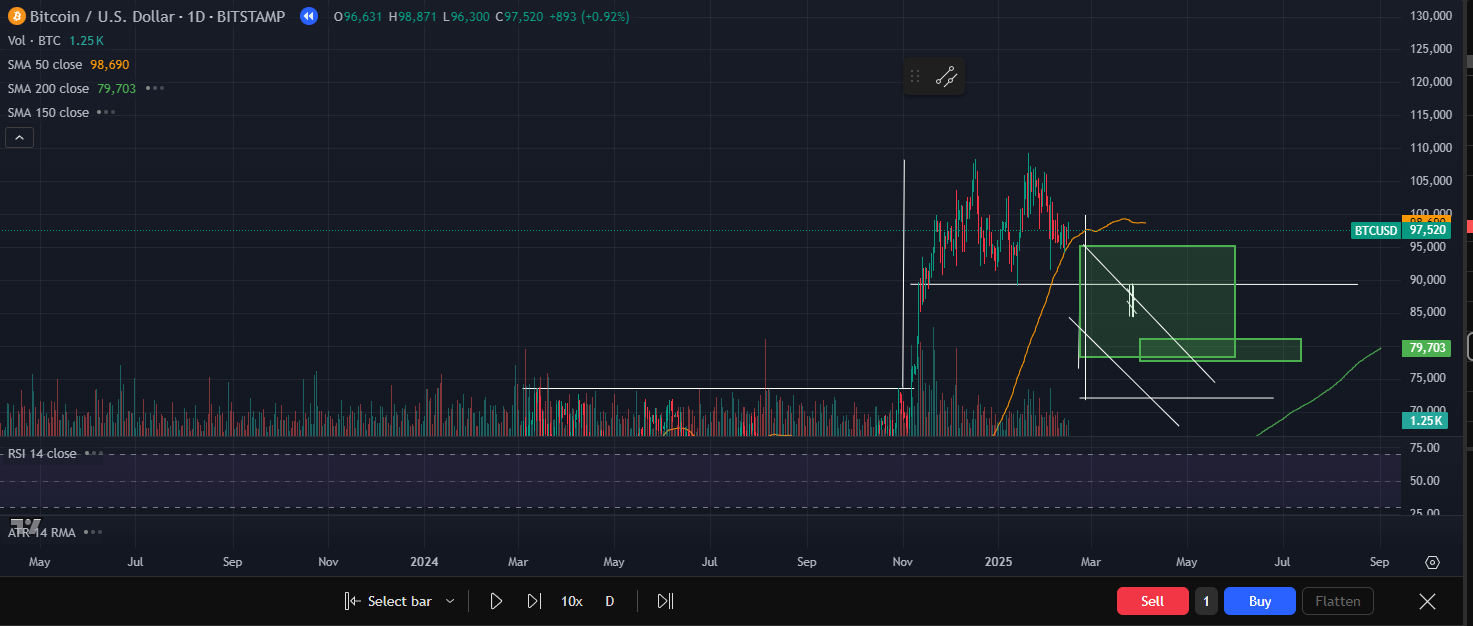 Bitcoin / U.S. Dollar · 1D · BITSTAMP O96,631 H98,871 L96,300 C97,520 +893 (+0.92%)
Vol · BTC 1.25K
SMA 50 close 98,690
SMA 200 close 79,703
SMA 150 close
130,000
125,000
120,000
115,000
110,000
105,000
100,000
98,690
BTCUSD 97,520
95,000
90,000
85,000
79,703
75,000
70,000
1.25K
RSI 14 close
75.00
50.00
25.00
ATR 14 RMA
May Jul Sep Nov 2024 Mar May Jul Sep Nov 2025 Mar May Jul Sep
Select bar 10x D Sell 1 Buy Flatten